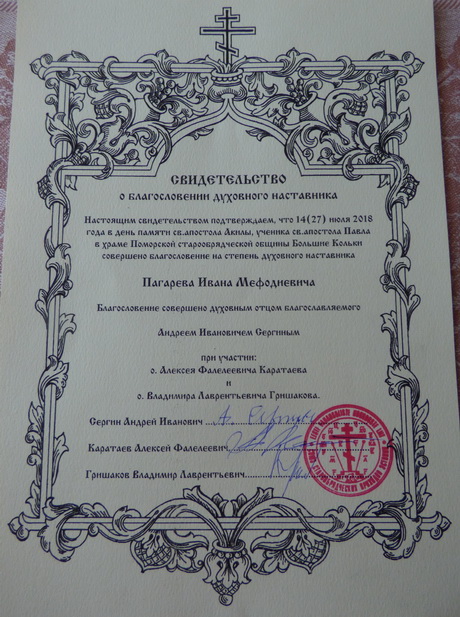 Свидетельство
о благословении духовного наставника
Настоящим свидетельством подтверждаем, что 14(27) июля 2018
года в день памяти св.апостола Акилы, ученика св.апостола Павла
в храме Поморской старообрядческой общины Большие Кольки
совершено благословение на степень духовного наставника
Пагарева Ивана Мефодиевича
Благословение совершено духовным отцом благославляемого
Андреем Ивановичем Сергиным
при участии:
о. Алексея Фалелеевича Каратаева
и
о. Владимира Лаврентьевича Гришакова.
Сергин Андрей Иванович
Каратаев Алексей Фалелеевич
Гришаков Владимир Лаврентьевич